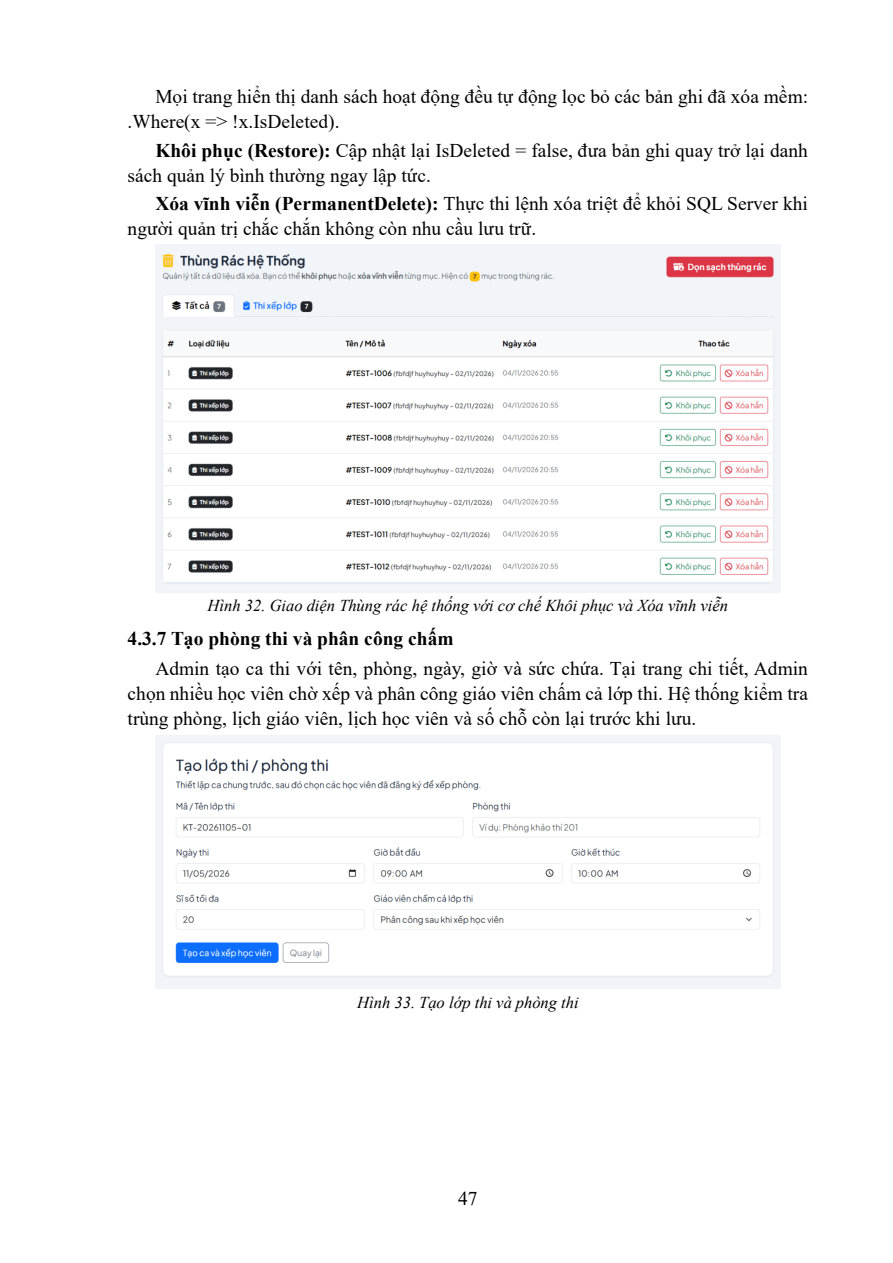 Mọi trang hiển thị danh sách hoạt động đều tự động lọc bỏ các bản ghi đã xóa mềm:
.Where(x => !x.IsDeleted).
Khôi phục (Restore): Cập nhật lại IsDeleted = false, đưa bản ghi quay trở lại danh
sách quản lý bình thường ngay lập tức.
Xóa vĩnh viễn (PermanentDelete): Thực thi lệnh xóa triệt để khỏi SQL Server khi
người quản trị chắc chắn không còn nhu cầu lưu trữ.
Thùng Rác Hệ Thống
Quản lý tất cả dữ liệu đã xóa. Bạn có thể khôi phục hoặc xóa vĩnh viễn từng mục. Hiện có 7 mục trong thùng rác.
Dọn sạch thùng rác
Tất cả 7 Thi xếp lớp 7
# Loại dữ liệu Tên / Mô tả Ngày xóa Thao tác
1 Thi xếp lớp #TEST-1006 (fbfdjf huyhuyhuy - 02/11/2026) 04/11/2026 20:55 Khôi phục Xóa hẳn
2 Thi xếp lớp #TEST-1007 (fbfdjf huyhuyhuy - 02/11/2026) 04/11/2026 20:55 Khôi phục Xóa hẳn
3 Thi xếp lớp #TEST-1008 (fbfdjf huyhuyhuy - 02/11/2026) 04/11/2026 20:55 Khôi phục Xóa hẳn
4 Thi xếp lớp #TEST-1009 (fbfdjf huyhuyhuy - 02/11/2026) 04/11/2026 20:55 Khôi phục Xóa hẳn
5 Thi xếp lớp #TEST-1010 (fbfdjf huyhuyhuy - 02/11/2026) 04/11/2026 20:55 Khôi phục Xóa hẳn
6 Thi xếp lớp #TEST-1011 (fbfdjf huyhuyhuy - 02/11/2026) 04/11/2026 20:55 Khôi phục Xóa hẳn
7 Thi xếp lớp #TEST-1012 (fbfdjf huyhuyhuy - 02/11/2026) 04/11/2026 20:55 Khôi phục Xóa hẳn
Hình 32. Giao diện Thùng rác hệ thống với cơ chế Khôi phục và Xóa vĩnh viễn
4.3.7 Tạo phòng thi và phân công chấm
Admin tạo ca thi với tên, phòng, ngày, giờ và sức chứa. Tại trang chi tiết, Admin
chọn nhiều học viên chờ xếp và phân công giáo viên chấm cả lớp thi. Hệ thống kiểm tra
trùng phòng, lịch giáo viên, lịch học viên và số chỗ còn lại trước khi lưu.
Tạo lớp thi / phòng thi
Thiết lập ca chung trước, sau đó chọn các học viên đã đăng ký để xếp phòng.
Mã / Tên lớp thi Phòng thi
KT-20261105-01 Ví dụ: Phòng khảo thí 201
Ngày thi Giờ bắt đầu Giờ kết thúc
11/05/2026 09:00 AM 10:00 AM
Sĩ số tối đa Giáo viên chấm cả lớp thi
20 Phân công sau khi xếp học viên
Tạo ca và xếp học viên Quay lại
Hình 33. Tạo lớp thi và phòng thi
47